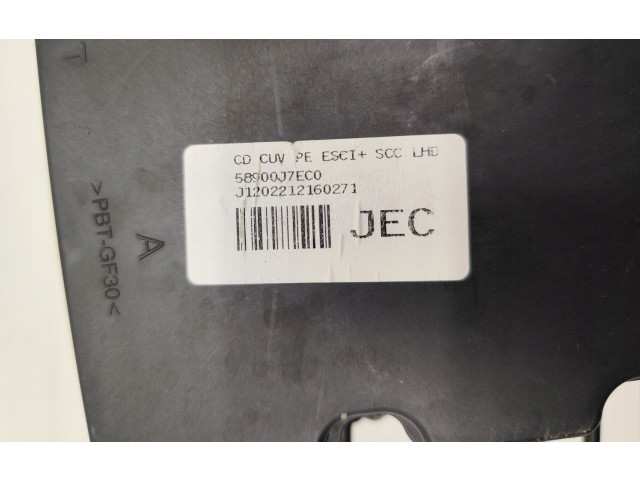 CD CUV PE ESCI+ SCC LHD
58900J7EC0
J1202212160271
JEC
T
A
>PBT-GF30<